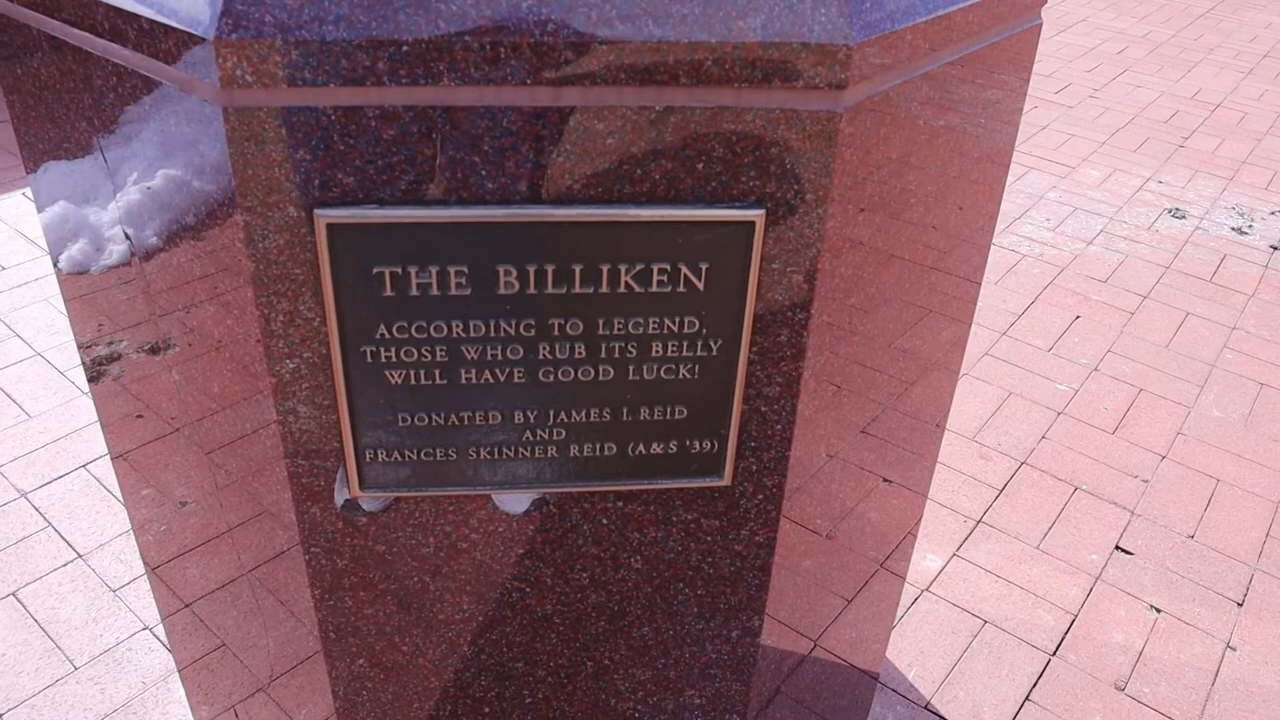 THE BILLIKEN
ACCORDING TO LEGEND,
THOSE WHO RUB ITS BELLY
WILL HAVE GOOD LUCK!
DONATED BY JAMES I. REID
AND
FRANCES SKINNER REID (A&S '39)